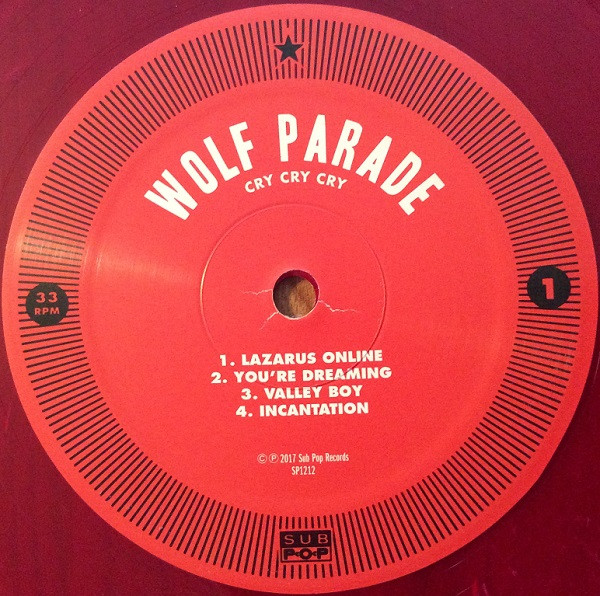 WOLF PARADE
CRY CRY CRY
33
RPM
1
1. LAZARUS ONLINE
2. YOU'RE DREAMING
3. VALLEY BOY
4. INCANTATION
© ℗ 2017 Sub Pop Records
SP1212
SUB
POP